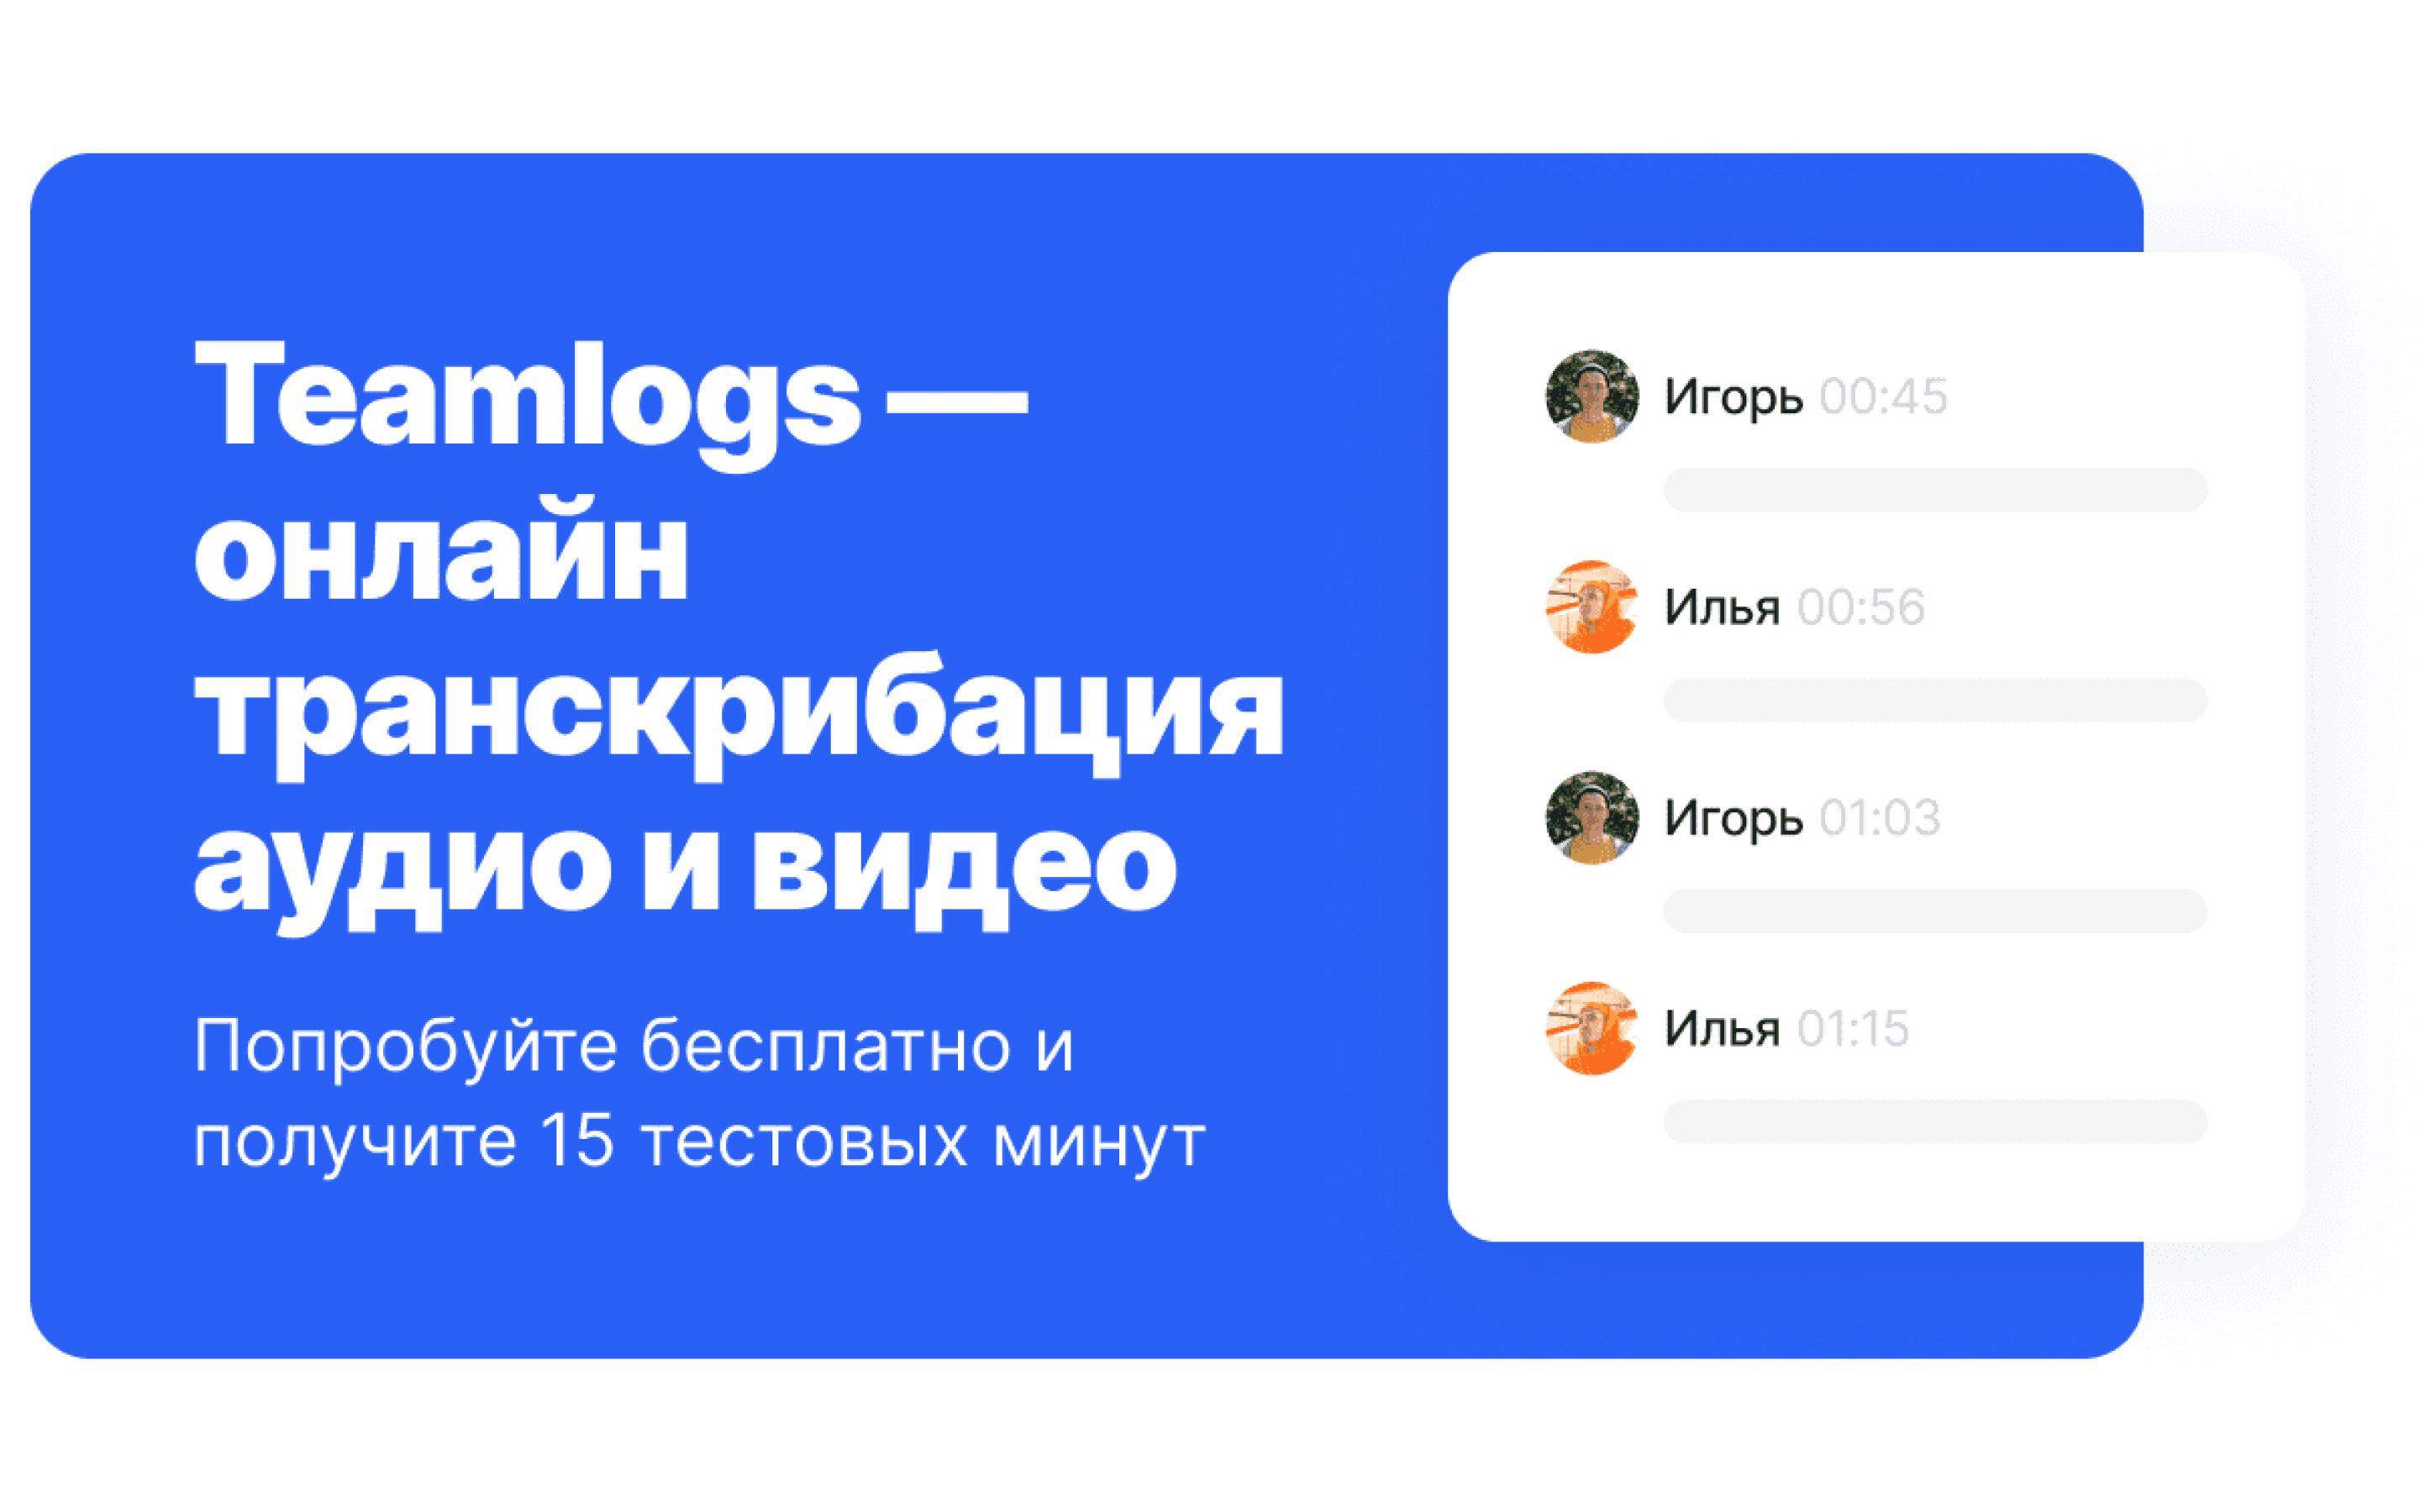 Teamlogs —
онлайн
транскрибация
аудио и видео
Попробуйте бесплатно и
получите 15 тестовых минут
Игорь 00:45
Илья 00:56
Игорь 01:03
Илья 01:15